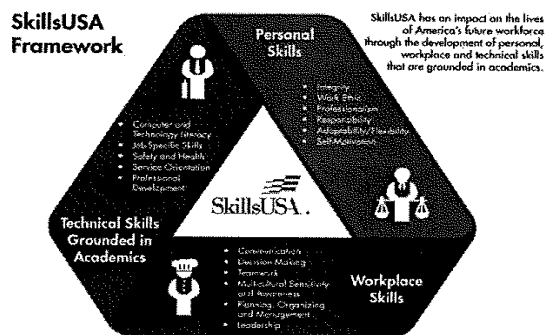 SkillsUSA
Framework
SkillsUSA has an impact on the lives
of America's future workforce
through the development of personal,
workplace and technical skills
that are grounded in academics.
Personal
Skills
• Integrity
• Work Ethic
• Professionalism
• Responsibility
• Adaptability/Flexibility
• Self-Motivation
• Computer and
Technology Literacy
• Job-Specific Skills
• Safety and Health
• Service Orientation
• Professional
Development
SkillsUSA.
Technical Skills
Grounded in
Academics
• Communication
• Decision Making
• Teamwork
• Multicultural Sensitivity
and Awareness
• Planning, Organizing
and Management
• Leadership
Workplace
Skills